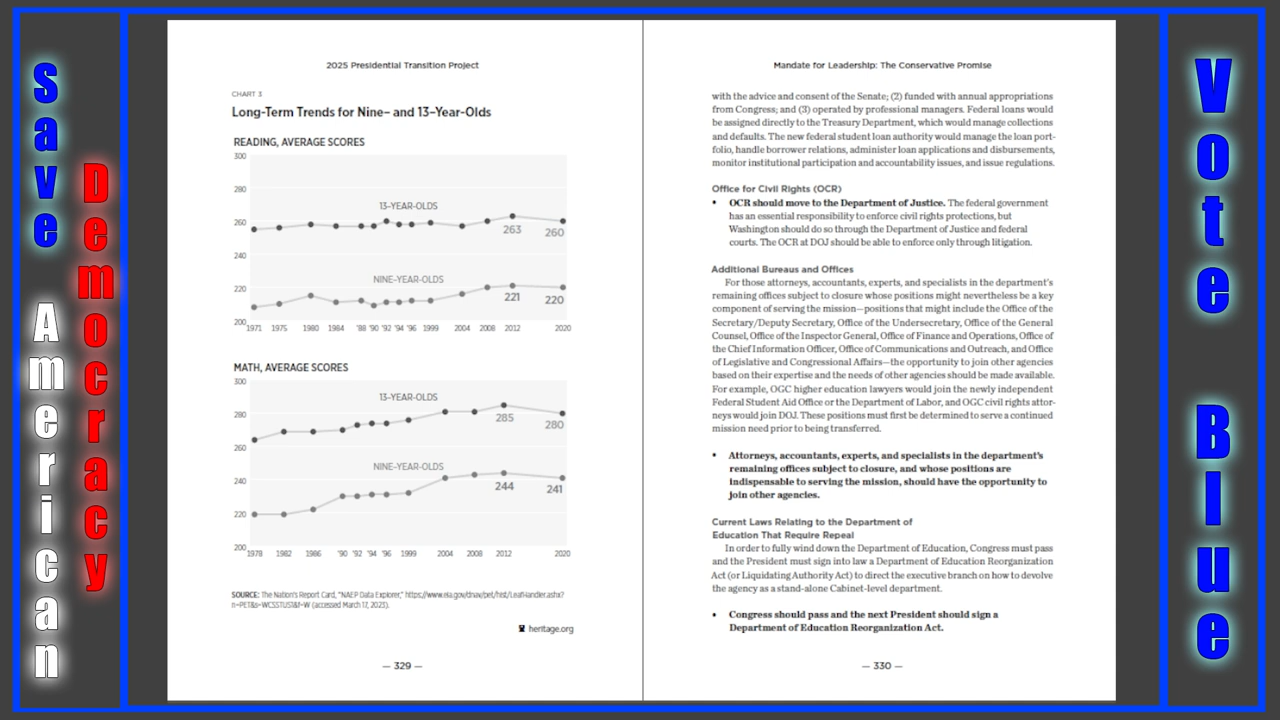 Save
American
Democracy
2025 Presidential Transition Project
CHART 3
Long-Term Trends for Nine– and 13–Year-Olds
READING, AVERAGE SCORES
300
280
260
240
220
200
13–YEAR-OLDS
263
260
NINE–YEAR-OLDS
221
220
1971 1975 1980 1984 '88 '90 '92 '94 '96 1999 2004 2008 2012 2020
MATH, AVERAGE SCORES
300
280
260
240
220
200
13–YEAR-OLDS
285
280
NINE–YEAR-OLDS
244
241
1978 1982 1986 '90 '92 '94 '96 1999 2004 2008 2012 2020
SOURCE: The Nation's Report Card, "NAEP Data Explorer," https://www.eia.gov/dnav/pet/hist/LeafHandler.ashx?
n=PET&s=WCSSTUS1&f=W (accessed March 17, 2023).
heritage.org
— 329 —
Mandate for Leadership: The Conservative Promise
with the advice and consent of the Senate; (2) funded with annual appropriations
from Congress; and (3) operated by professional managers. Federal loans would
be assigned directly to the Treasury Department, which would manage collections
and defaults. The new federal student loan authority would manage the loan port-
folio, handle borrower relations, administer loan applications and disbursements,
monitor institutional participation and accountability issues, and issue regulations.
Office for Civil Rights (OCR)
• OCR should move to the Department of Justice. The federal government
has an essential responsibility to enforce civil rights protections, but
Washington should do so through the Department of Justice and federal
courts. The OCR at DOJ should be able to enforce only through litigation.
Additional Bureaus and Offices
For those attorneys, accountants, experts, and specialists in the department's
remaining offices subject to closure whose positions might nevertheless be a key
component of serving the mission—positions that might include the Office of the
Secretary/Deputy Secretary, Office of the Undersecretary, Office of the General
Counsel, Office of the Inspector General, Office of Finance and Operations, Office of
the Chief Information Officer, Office of Communications and Outreach, and Office
of Legislative and Congressional Affairs—the opportunity to join other agencies
based on their expertise and the needs of other agencies should be made available.
For example, OGC higher education lawyers would join the newly independent
Federal Student Aid Office or the Department of Labor, and OGC civil rights attor-
neys would join DOJ. These positions must first be determined to serve a continued
mission need prior to being transferred.
• Attorneys, accountants, experts, and specialists in the department's
remaining offices subject to closure, and whose positions are
indispensable to serving the mission, should have the opportunity to
join other agencies.
Current Laws Relating to the Department of
Education That Require Repeal
In order to fully wind down the Department of Education, Congress must pass
and the President must sign into law a Department of Education Reorganization
Act (or Liquidating Authority Act) to direct the executive branch on how to devolve
the agency as a stand-alone Cabinet-level department.
• Congress should pass and the next President should sign a
Department of Education Reorganization Act.
— 330 —
Vote
Blue